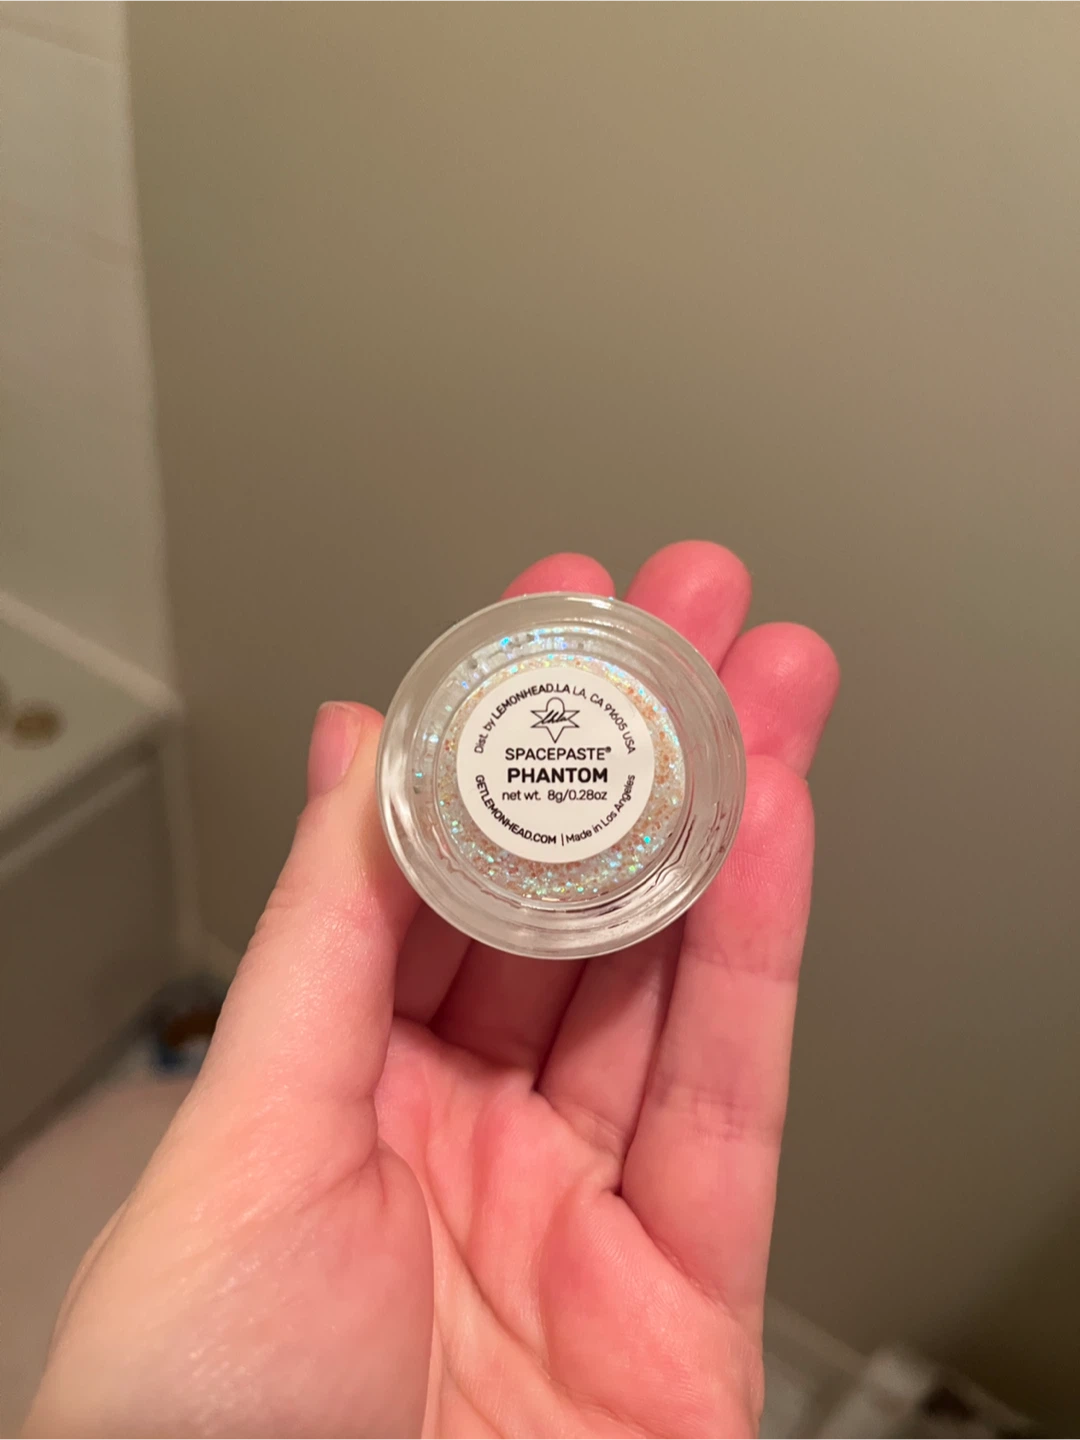 Dist. by LEMONHEAD.LA LA, CA 91605 USA
SPACEPASTE®
PHANTOM
net wt. 8g/0.28oz
GETLEMONHEAD.COM | Made in Los Angeles